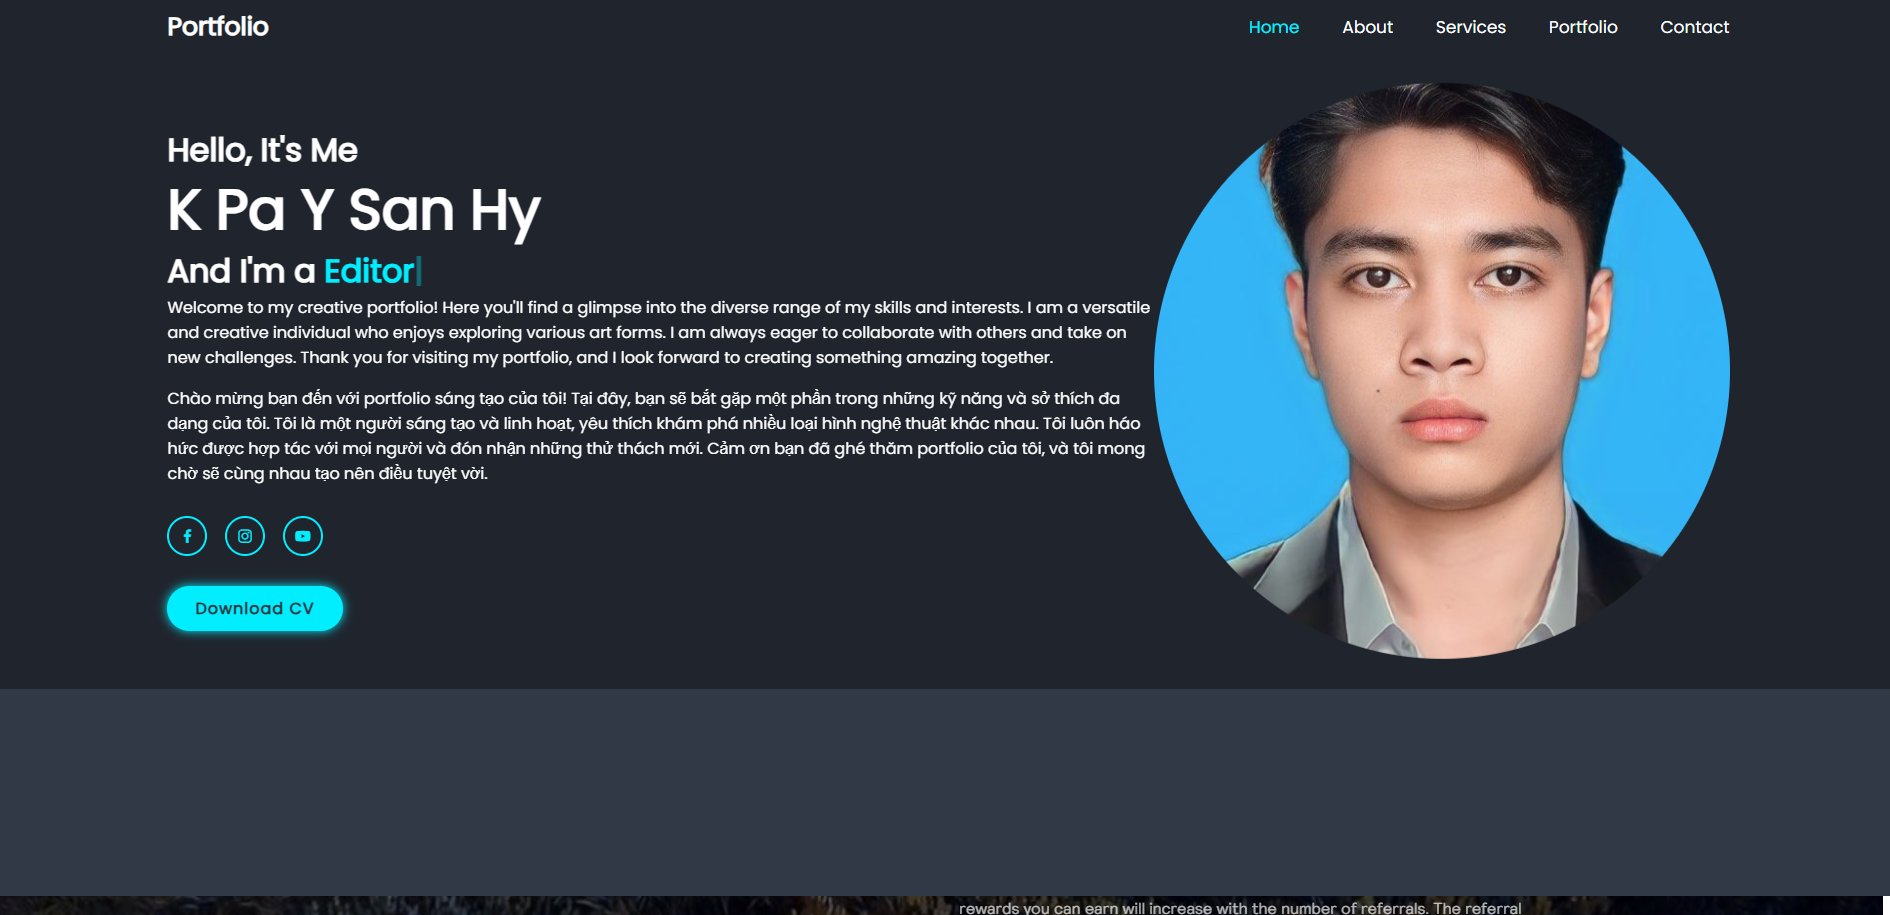 Portfolio
Home About Services Portfolio Contact
Hello, It's Me
K Pa Y San Hy
And I'm a Editor
Welcome to my creative portfolio! Here you'll find a glimpse into the diverse range of my skills and interests. I am a versatile
and creative individual who enjoys exploring various art forms. I am always eager to collaborate with others and take on
new challenges. Thank you for visiting my portfolio, and I look forward to creating something amazing together.
Chào mừng bạn đến với portfolio sáng tạo của tôi! Tại đây, bạn sẽ bắt gặp một phần trong những kỹ năng và sở thích đa
dạng của tôi. Tôi là một người sáng tạo và linh hoạt, yêu thích khám phá nhiều loại hình nghệ thuật khác nhau. Tôi luôn háo
hức được hợp tác với mọi người và đón nhận những thử thách mới. Cảm ơn bạn đã ghé thăm portfolio của tôi, và tôi mong
chờ sẽ cùng nhau tạo nên điều tuyệt vời.
Download CV
rewards you can earn will increase with the number of referrals. The referral